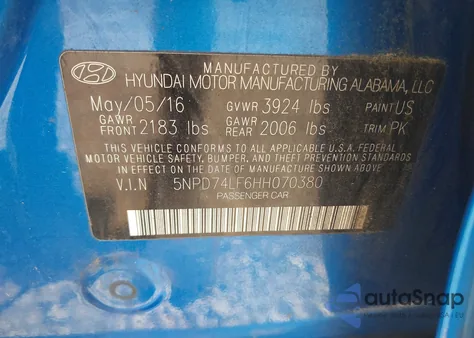 MANUFACTURED BY
HYUNDAI MOTOR MANUFACTURING ALABAMA, LLC
May/05/16 GVWR 3924 lbs PAINT US
GAWR FRONT 2183 lbs GAWR REAR 2006 lbs TRIM PK
THIS VEHICLE CONFORMS TO ALL APPLICABLE U.S.A. FEDERAL
MOTOR VEHICLE SAFETY, BUMPER, AND THEFT PREVENTION STANDARDS
IN EFFECT ON THE DATE OF MANUFACTURE SHOWN ABOVE.
V.I.N 5NPD74LF6HH070380
PASSENGER CAR
autoSnap